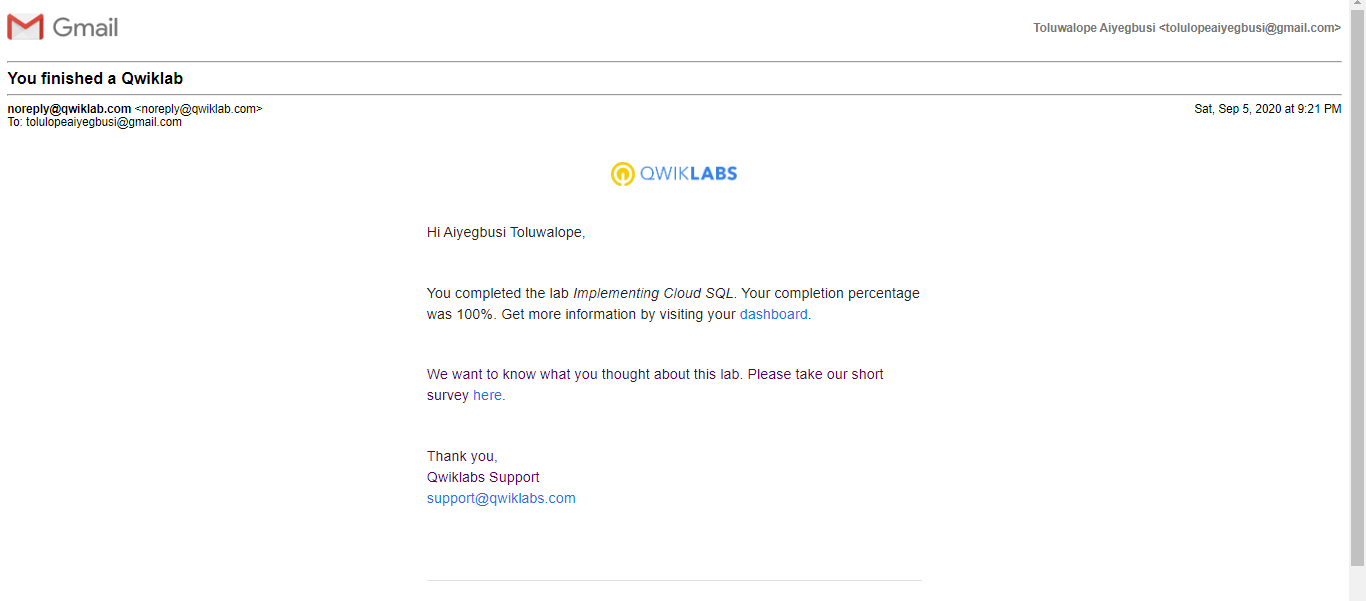 Gmail
Toluwalope Aiyegbusi <tolulopeaiyegbusi@gmail.com>
You finished a Qwiklab
noreply@qwiklab.com <noreply@qwiklab.com>
Sat, Sep 5, 2020 at 9:21 PM
To: tolulopeaiyegbusi@gmail.com
QWIKLABS
Hi Aiyegbusi Toluwalope,
You completed the lab Implementing Cloud SQL. Your completion percentage
was 100%. Get more information by visiting your dashboard.
We want to know what you thought about this lab. Please take our short
survey here.
Thank you,
Qwiklabs Support
support@qwiklabs.com